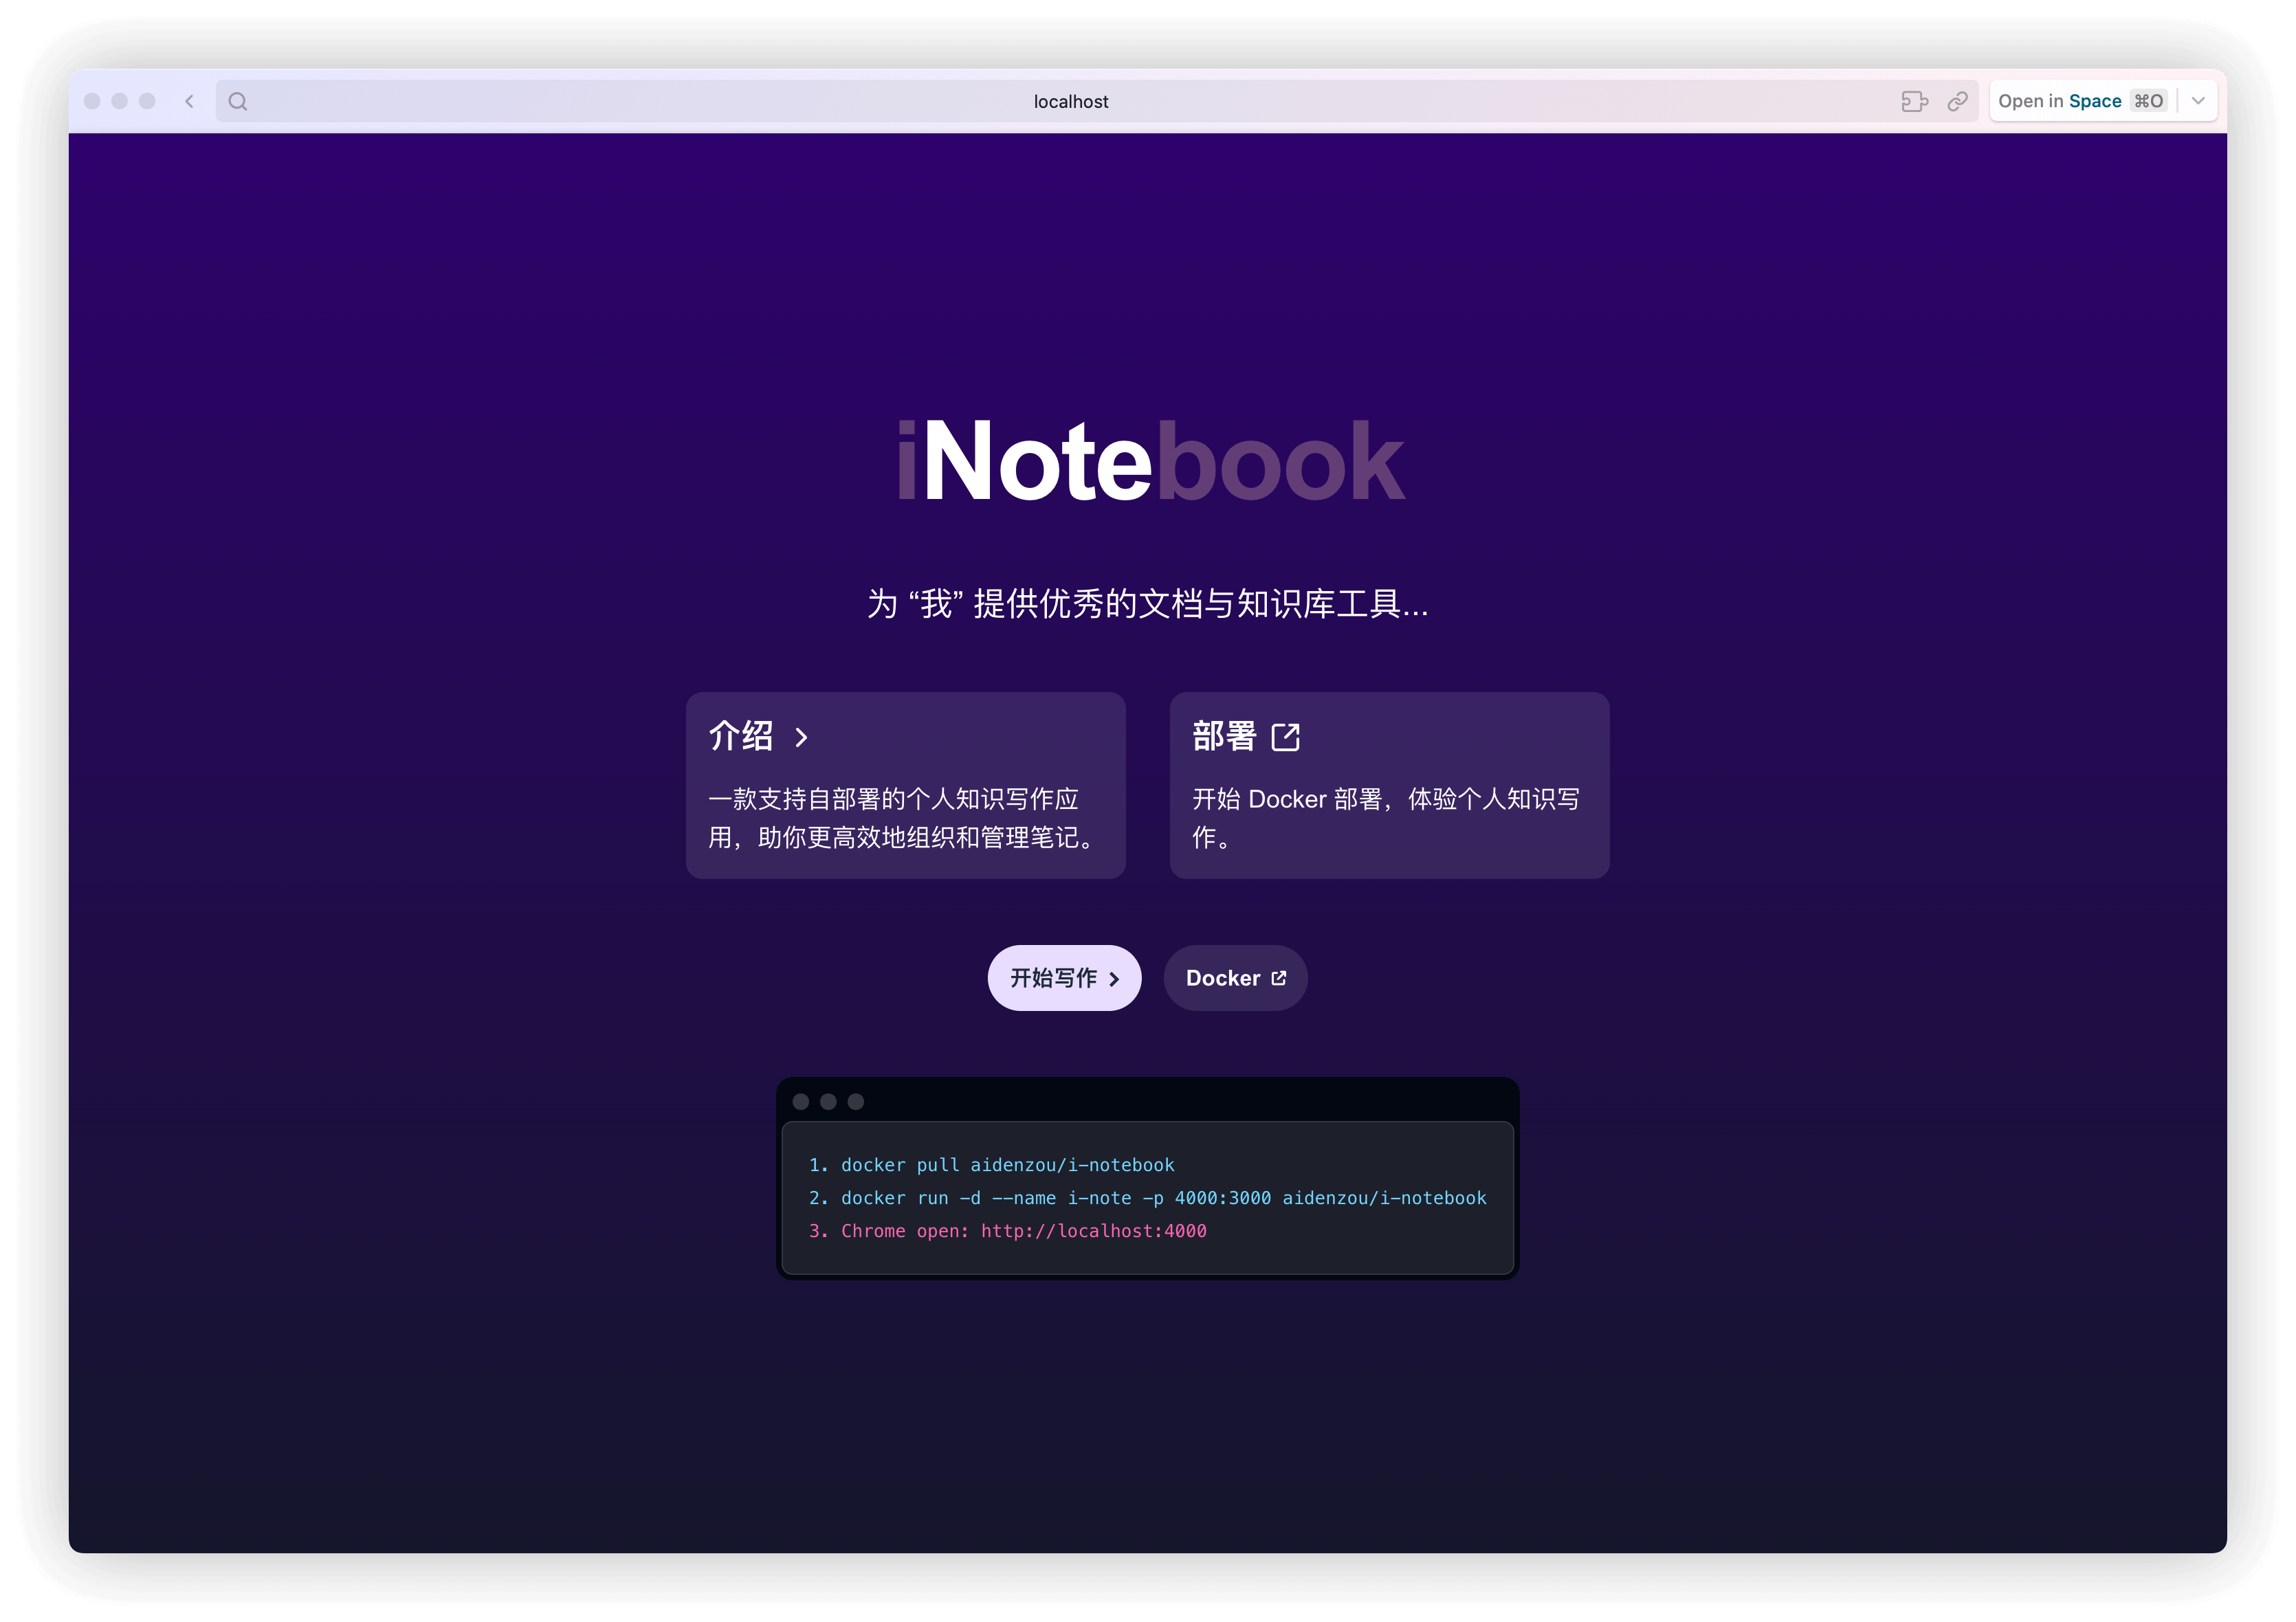 localhost
Open in Space ⌘O
iNotebook
为 “我” 提供优秀的文档与知识库工具...
介绍
一款支持自部署的个人知识写作应
用，助你更高效地组织和管理笔记。
部署
开始 Docker 部署，体验个人知识写
作。
开始写作
Docker
1. docker pull aidenzou/i-notebook
2. docker run -d --name i-note -p 4000:3000 aidenzou/i-notebook
3. Chrome open: http://localhost:4000